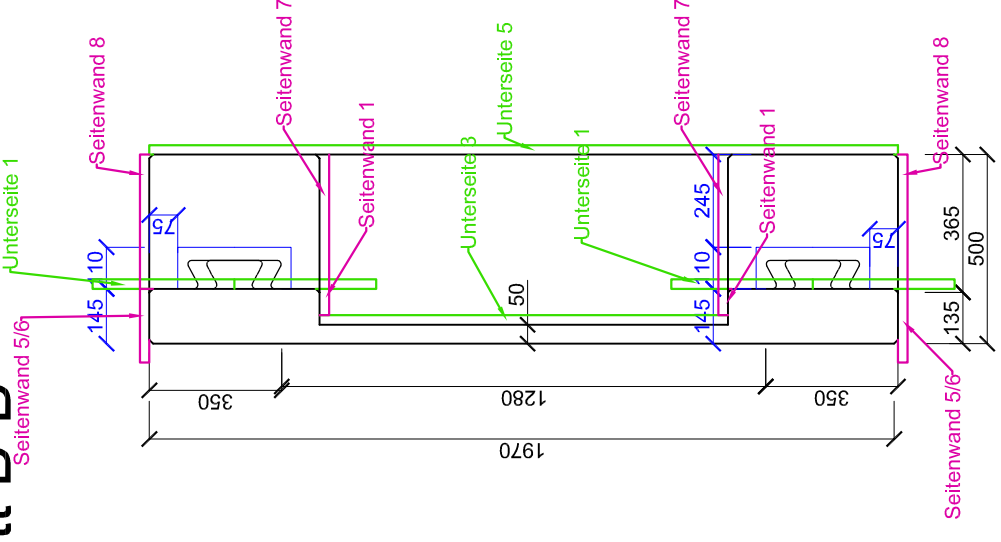 Unterseite 1
Seitenwand 8
Seitenwand 7
Seitenwand 1
Unterseite 5
Unterseite 3
Unterseite 1
Seitenwand 7
Seitenwand 1
Seitenwand 8
Seitenwand 5/6
Seitenwand 5/6
75
10
145
245
10
145
75
50
365
500
135
350
1280
350
1970